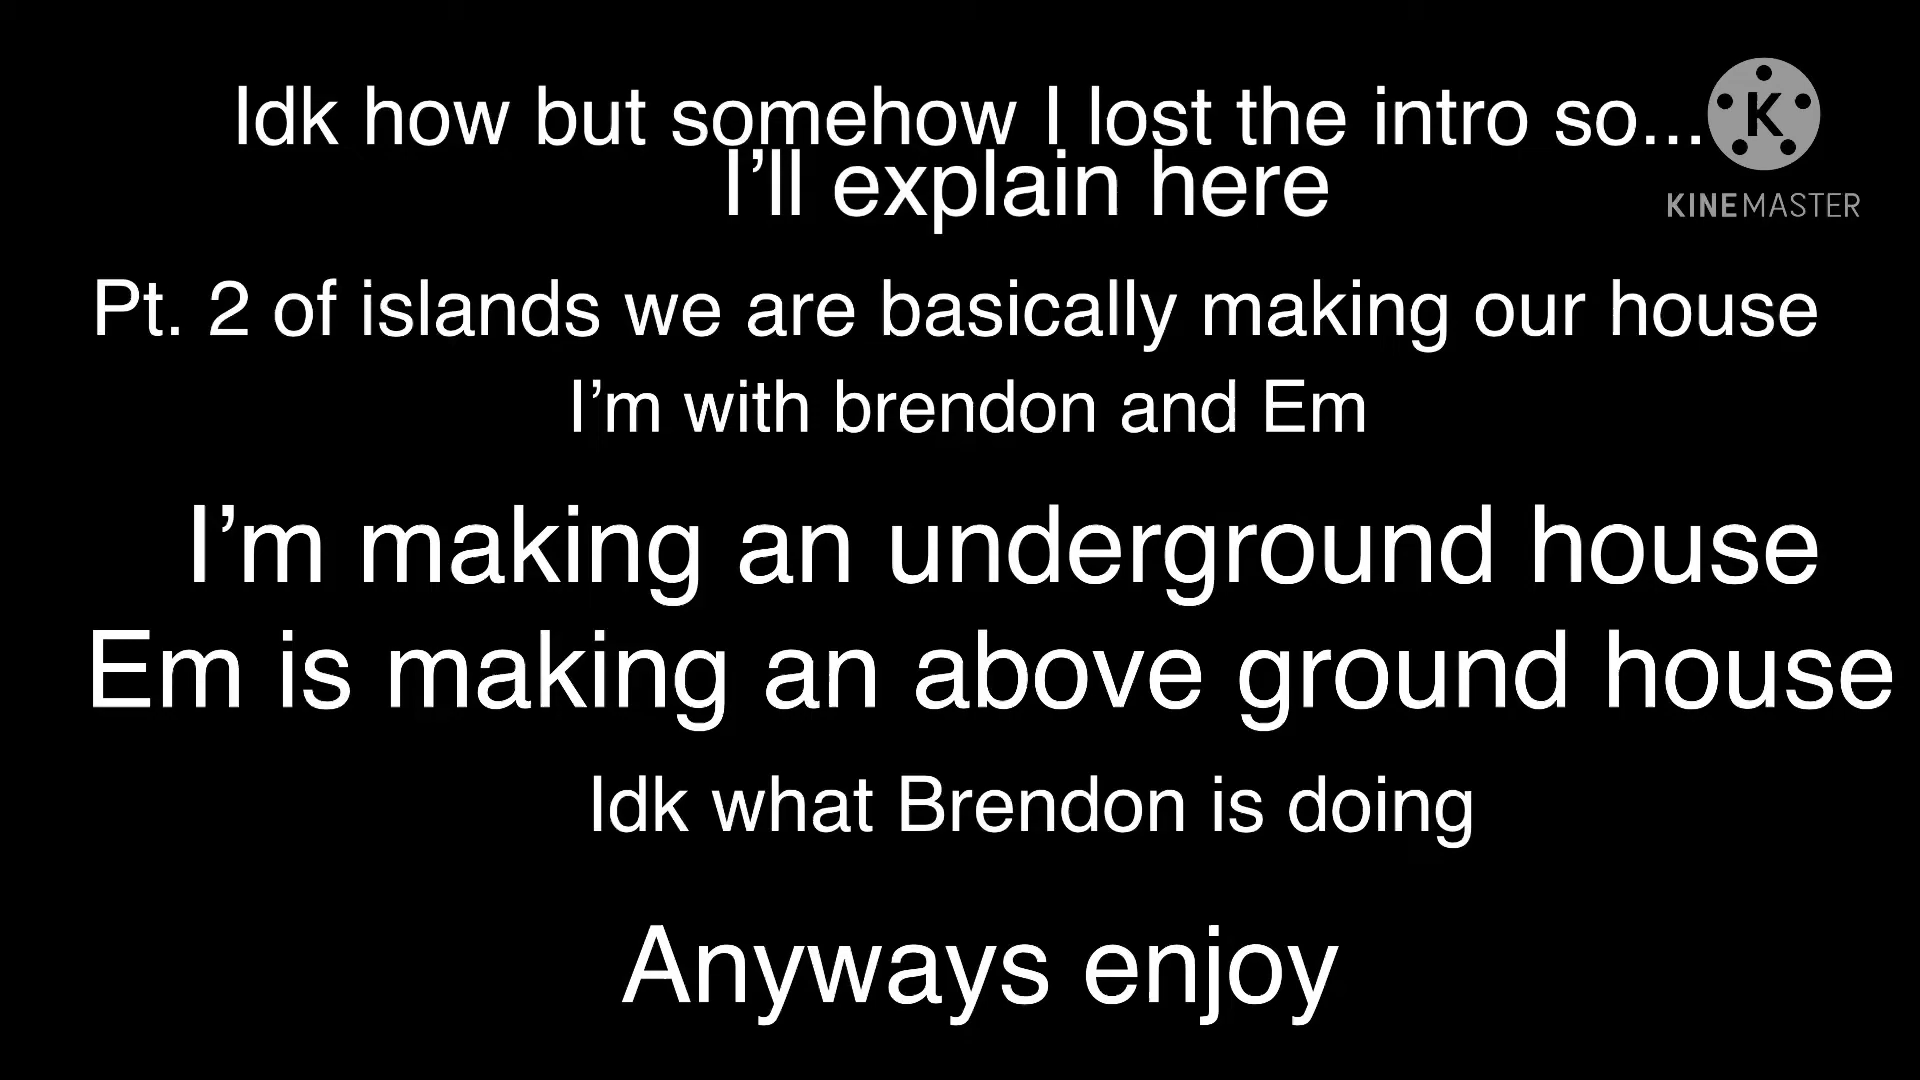 Idk how but somehow I lost the intro so...
I’ll explain here
K
KINEMASTER
Pt. 2 of islands we are basically making our house
I’m with brendon and Em
I’m making an underground house
Em is making an above ground house
Idk what Brendon is doing
Anyways enjoy